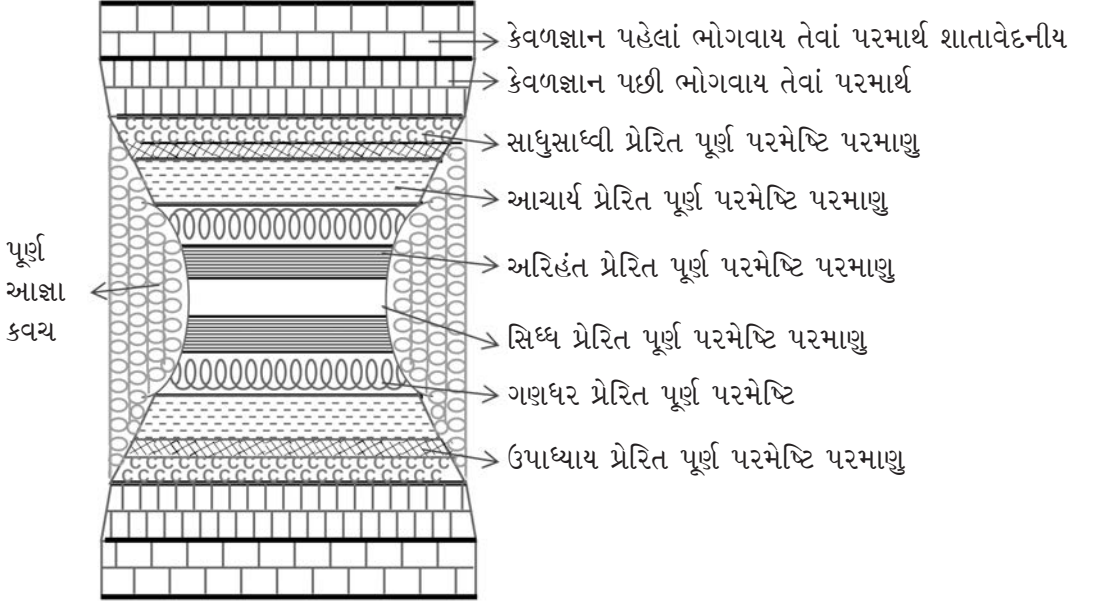 કેવળજ્ઞાન પહેલાં ભોગવાય તેવાં પરમાર્થ શાતાવેદનીય
કેવળજ્ઞાન પછી ભોગવાય તેવાં પરમાર્થ
સાધુસાધ્વી પ્રેરિત પૂર્ણ પરમેષ્ટિ પરમાણુ
આચાર્ય પ્રેરિત પૂર્ણ પરમેષ્ટિ પરમાણુ
અરિહંત પ્રેરિત પૂર્ણ પરમેષ્ટિ પરમાણુ
સિધ્ધ પ્રેરિત પૂર્ણ પરમેષ્ટિ પરમાણુ
ગણધર પ્રેરિત પૂર્ણ પરમેષ્ટિ
ઉપાધ્યાય પ્રેરિત પૂર્ણ પરમેષ્ટિ પરમાણુ
પૂર્ણ
આજ્ઞા
કવચ